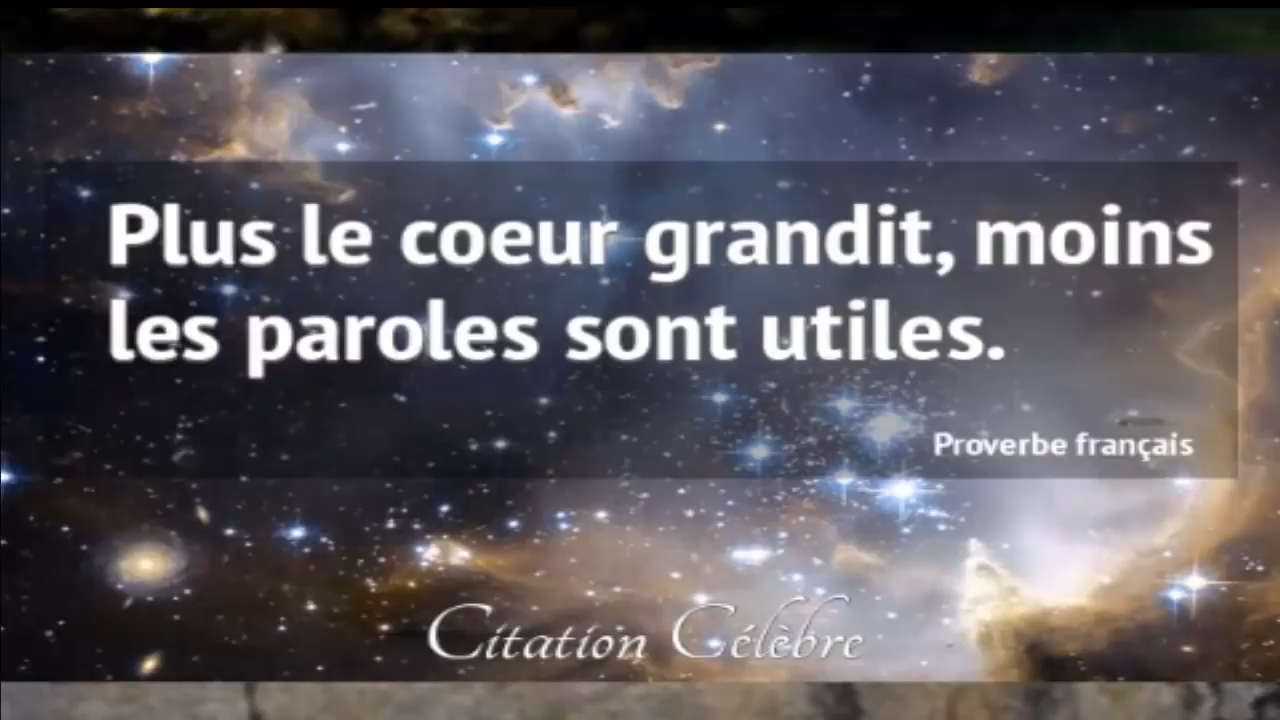 Plus le coeur grandit, moins
les paroles sont utiles.
Proverbe français
Citation Célèbre